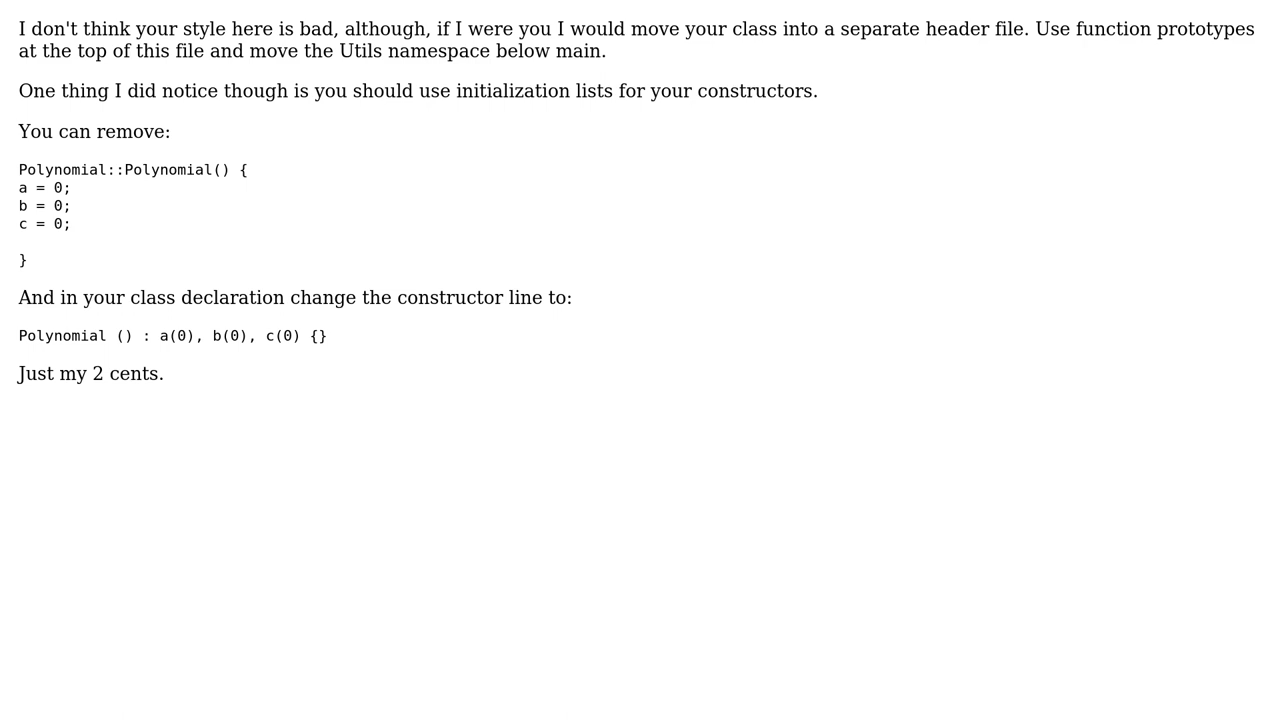 I don't think your style here is bad, although, if I were you I would move your class into a separate header file. Use function prototypes
at the top of this file and move the Utils namespace below main.
One thing I did notice though is you should use initialization lists for your constructors.
You can remove:
Polynomial::Polynomial() {
a = 0;
b = 0;
c = 0;
}
And in your class declaration change the constructor line to:
Polynomial () : a(0), b(0), c(0) {}
Just my 2 cents.